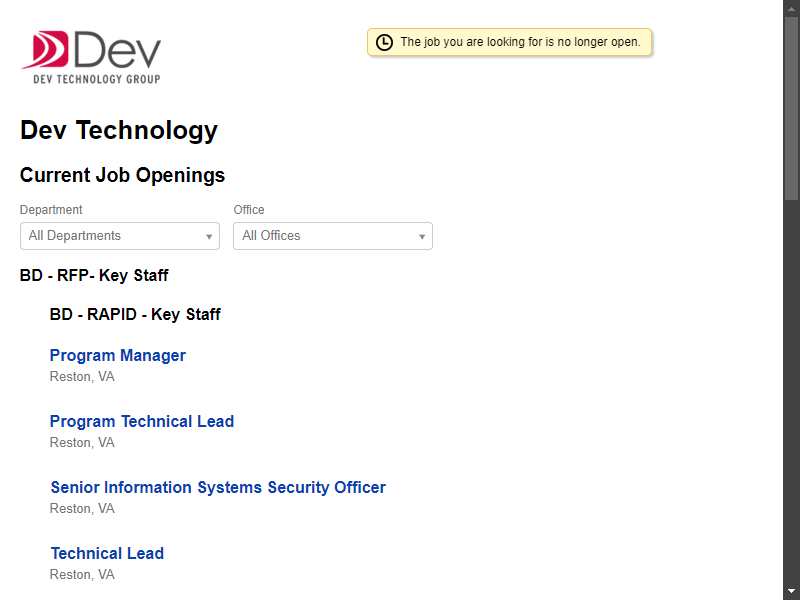 Dev
DEV TECHNOLOGY GROUP
The job you are looking for is no longer open.
Dev Technology
Current Job Openings
Department
Office
All Departments
All Offices
BD - RFP- Key Staff
BD - RAPID - Key Staff
Program Manager
Reston, VA
Program Technical Lead
Reston, VA
Senior Information Systems Security Officer
Reston, VA
Technical Lead
Reston, VA